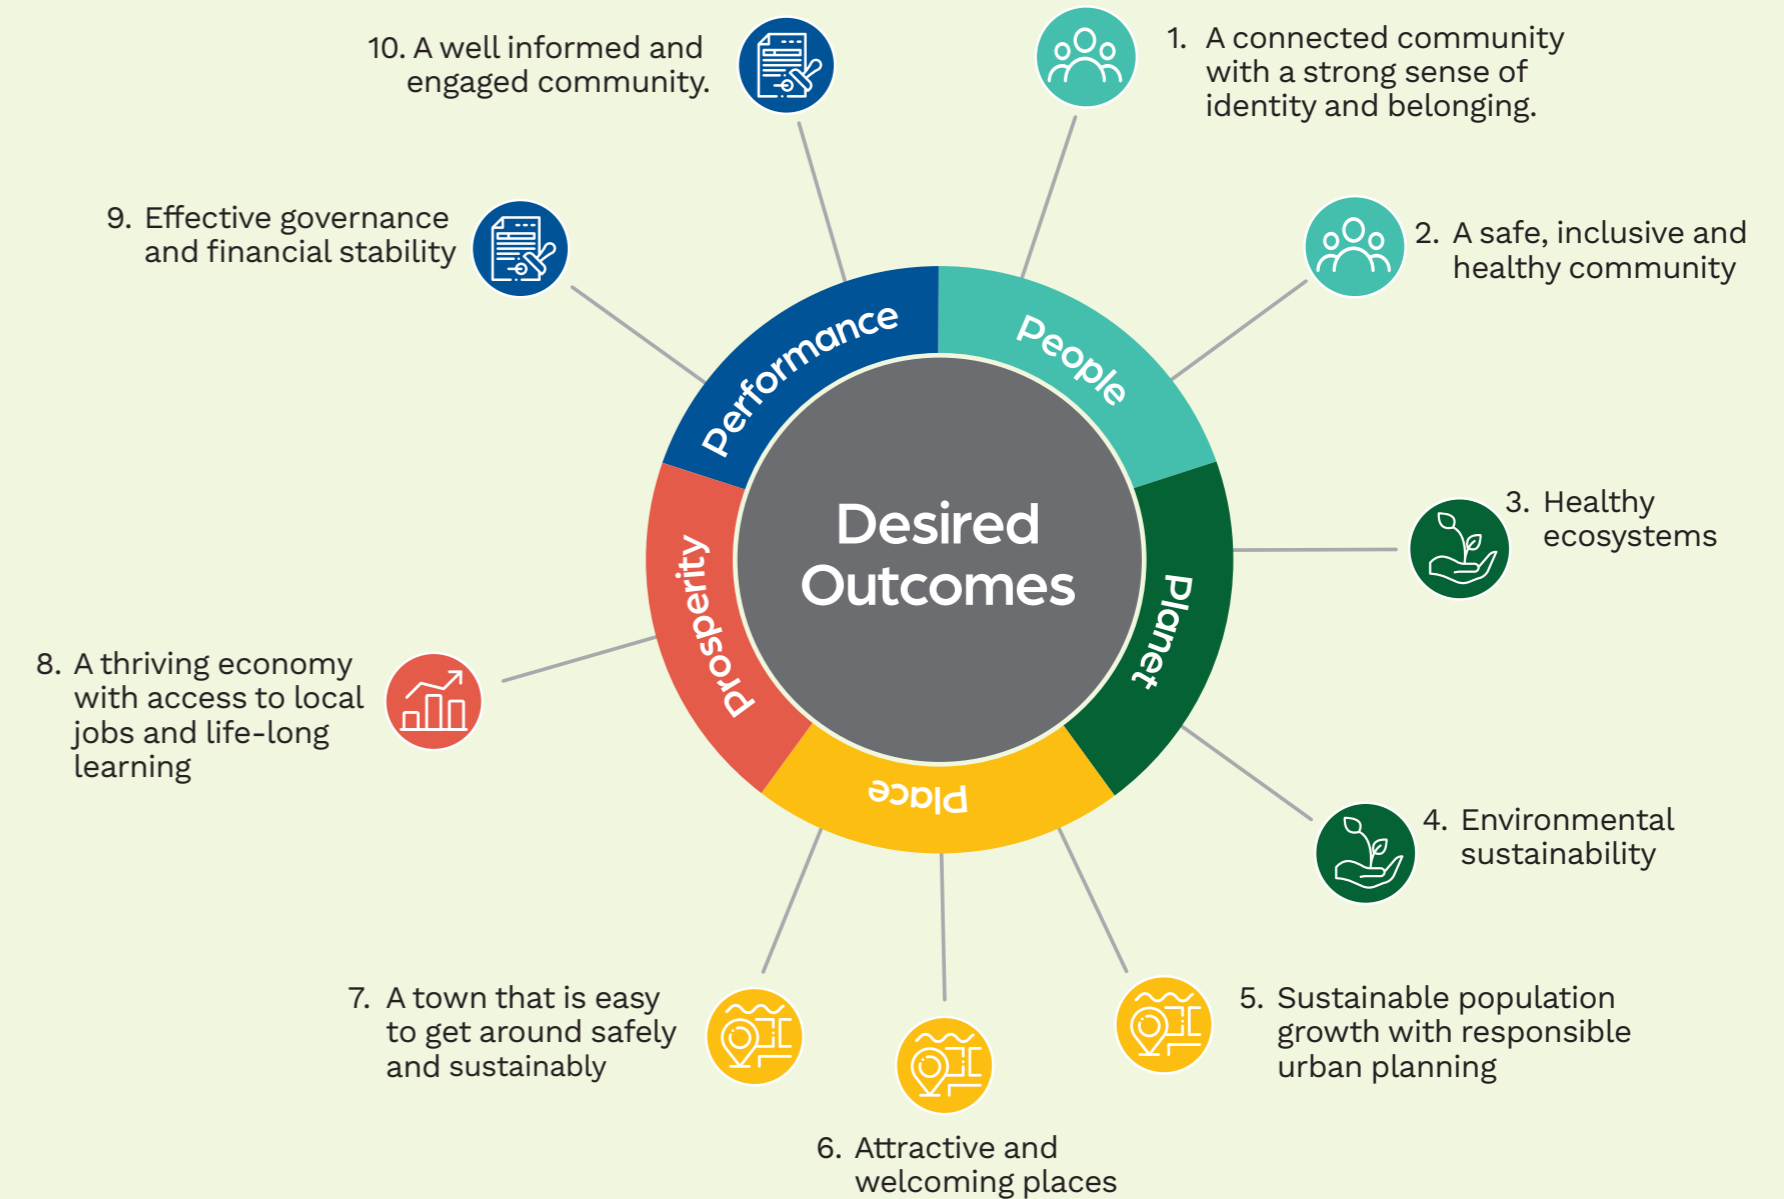 10. A well informed and
engaged community.
1. A connected community
with a strong sense of
identity and belonging.
9. Effective governance
and financial stability
2. A safe, inclusive and
healthy community
Performance
People
Desired
Outcomes
3. Healthy
ecosystems
Prosperity
Planet
8. A thriving economy
with access to local
jobs and life-long
learning
Place
4. Environmental
sustainability
7. A town that is easy
to get around safely
and sustainably
5. Sustainable population
growth with responsible
urban planning
6. Attractive and
welcoming places